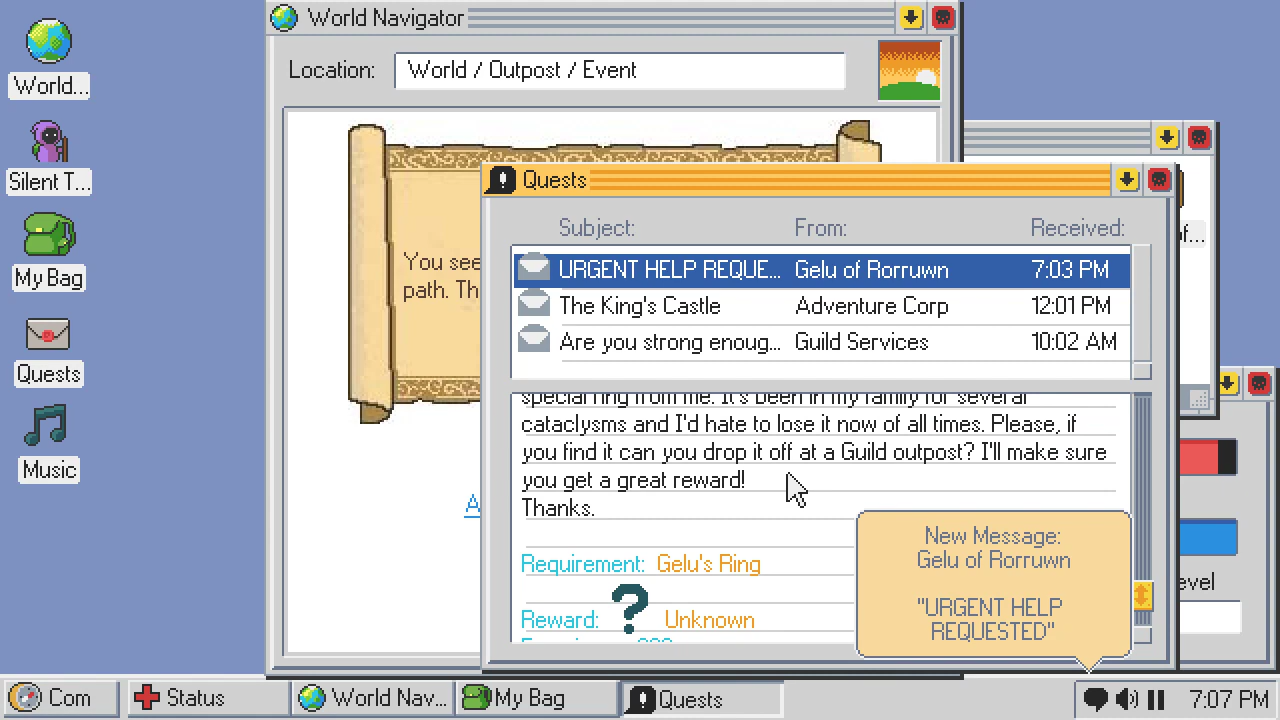 World Navigator
Location: World / Outpost / Event
World...
Silent T...
My Bag
Quests
Music
You see
path. Th
A
Quests
Subject: From: Received:
URGENT HELP REQUE... Gelu of Rorruwn 7:03 PM
The King's Castle Adventure Corp 12:01 PM
Are you strong enoug... Guild Services 10:02 AM
special ring from me. It's been in my family for several
cataclysms and I'd hate to lose it now of all times. Please, if
you find it can you drop it off at a Guild outpost? I'll make sure
you get a great reward!
Thanks.
Requirement: Gelu's Ring
Reward: ? Unknown
New Message:
Gelu of Rorruwn
"URGENT HELP
REQUESTED"
of...
evel
Com
Status
World Nav...
My Bag
Quests
7:07 PM